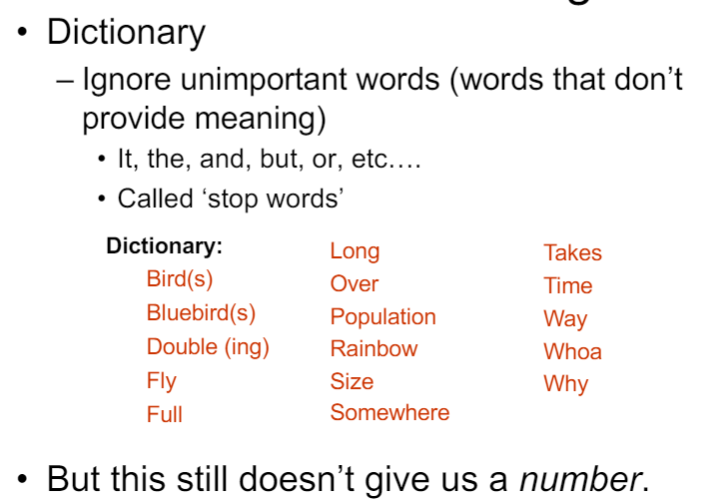 • Dictionary
– Ignore unimportant words (words that don't
provide meaning)
• It, the, and, but, or, etc….
• Called 'stop words'
Dictionary:
Bird(s)
Bluebird(s)
Double (ing)
Fly
Full
Long
Over
Population
Rainbow
Size
Somewhere
Takes
Time
Way
Whoa
Why
• But this still doesn't give us a number.